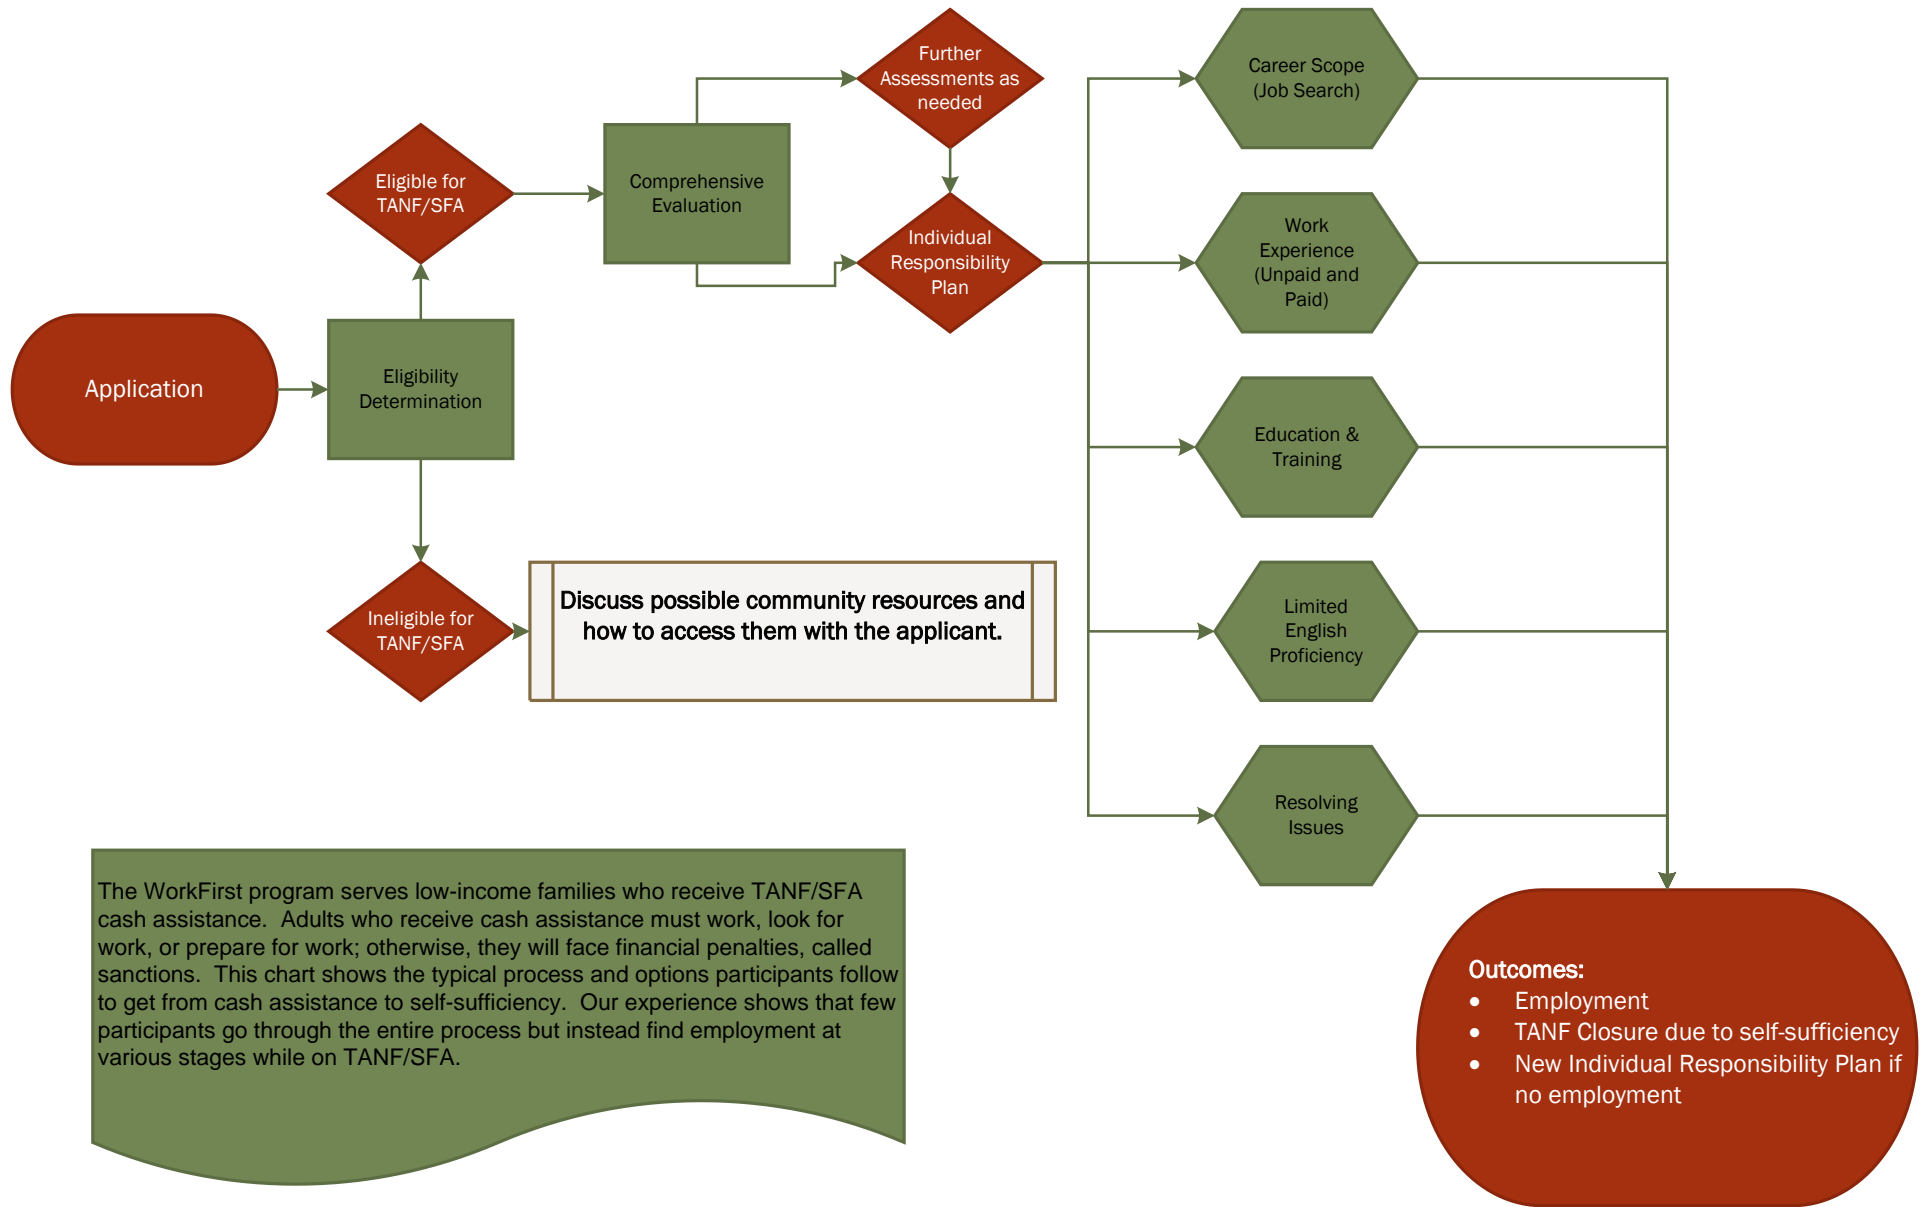 Application
Eligibility
Determination
Eligible for
TANF/SFA
Ineligible for
TANF/SFA
Discuss possible community resources and
how to access them with the applicant.
Comprehensive
Evaluation
Further
Assessments as
needed
Individual
Responsibility
Plan
Career Scope
(Job Search)
Work
Experience
(Unpaid and
Paid)
Education &
Training
Limited
English
Proficiency
Resolving
Issues
Outcomes:
• Employment
• TANF Closure due to self-sufficiency
• New Individual Responsibility Plan if
no employment
The WorkFirst program serves low-income families who receive TANF/SFA
cash assistance.  Adults who receive cash assistance must work, look for
work, or prepare for work; otherwise, they will face financial penalties, called
sanctions.  This chart shows the typical process and options participants follow
to get from cash assistance to self-sufficiency.  Our experience shows that few
participants go through the entire process but instead find employment at
various stages while on TANF/SFA.